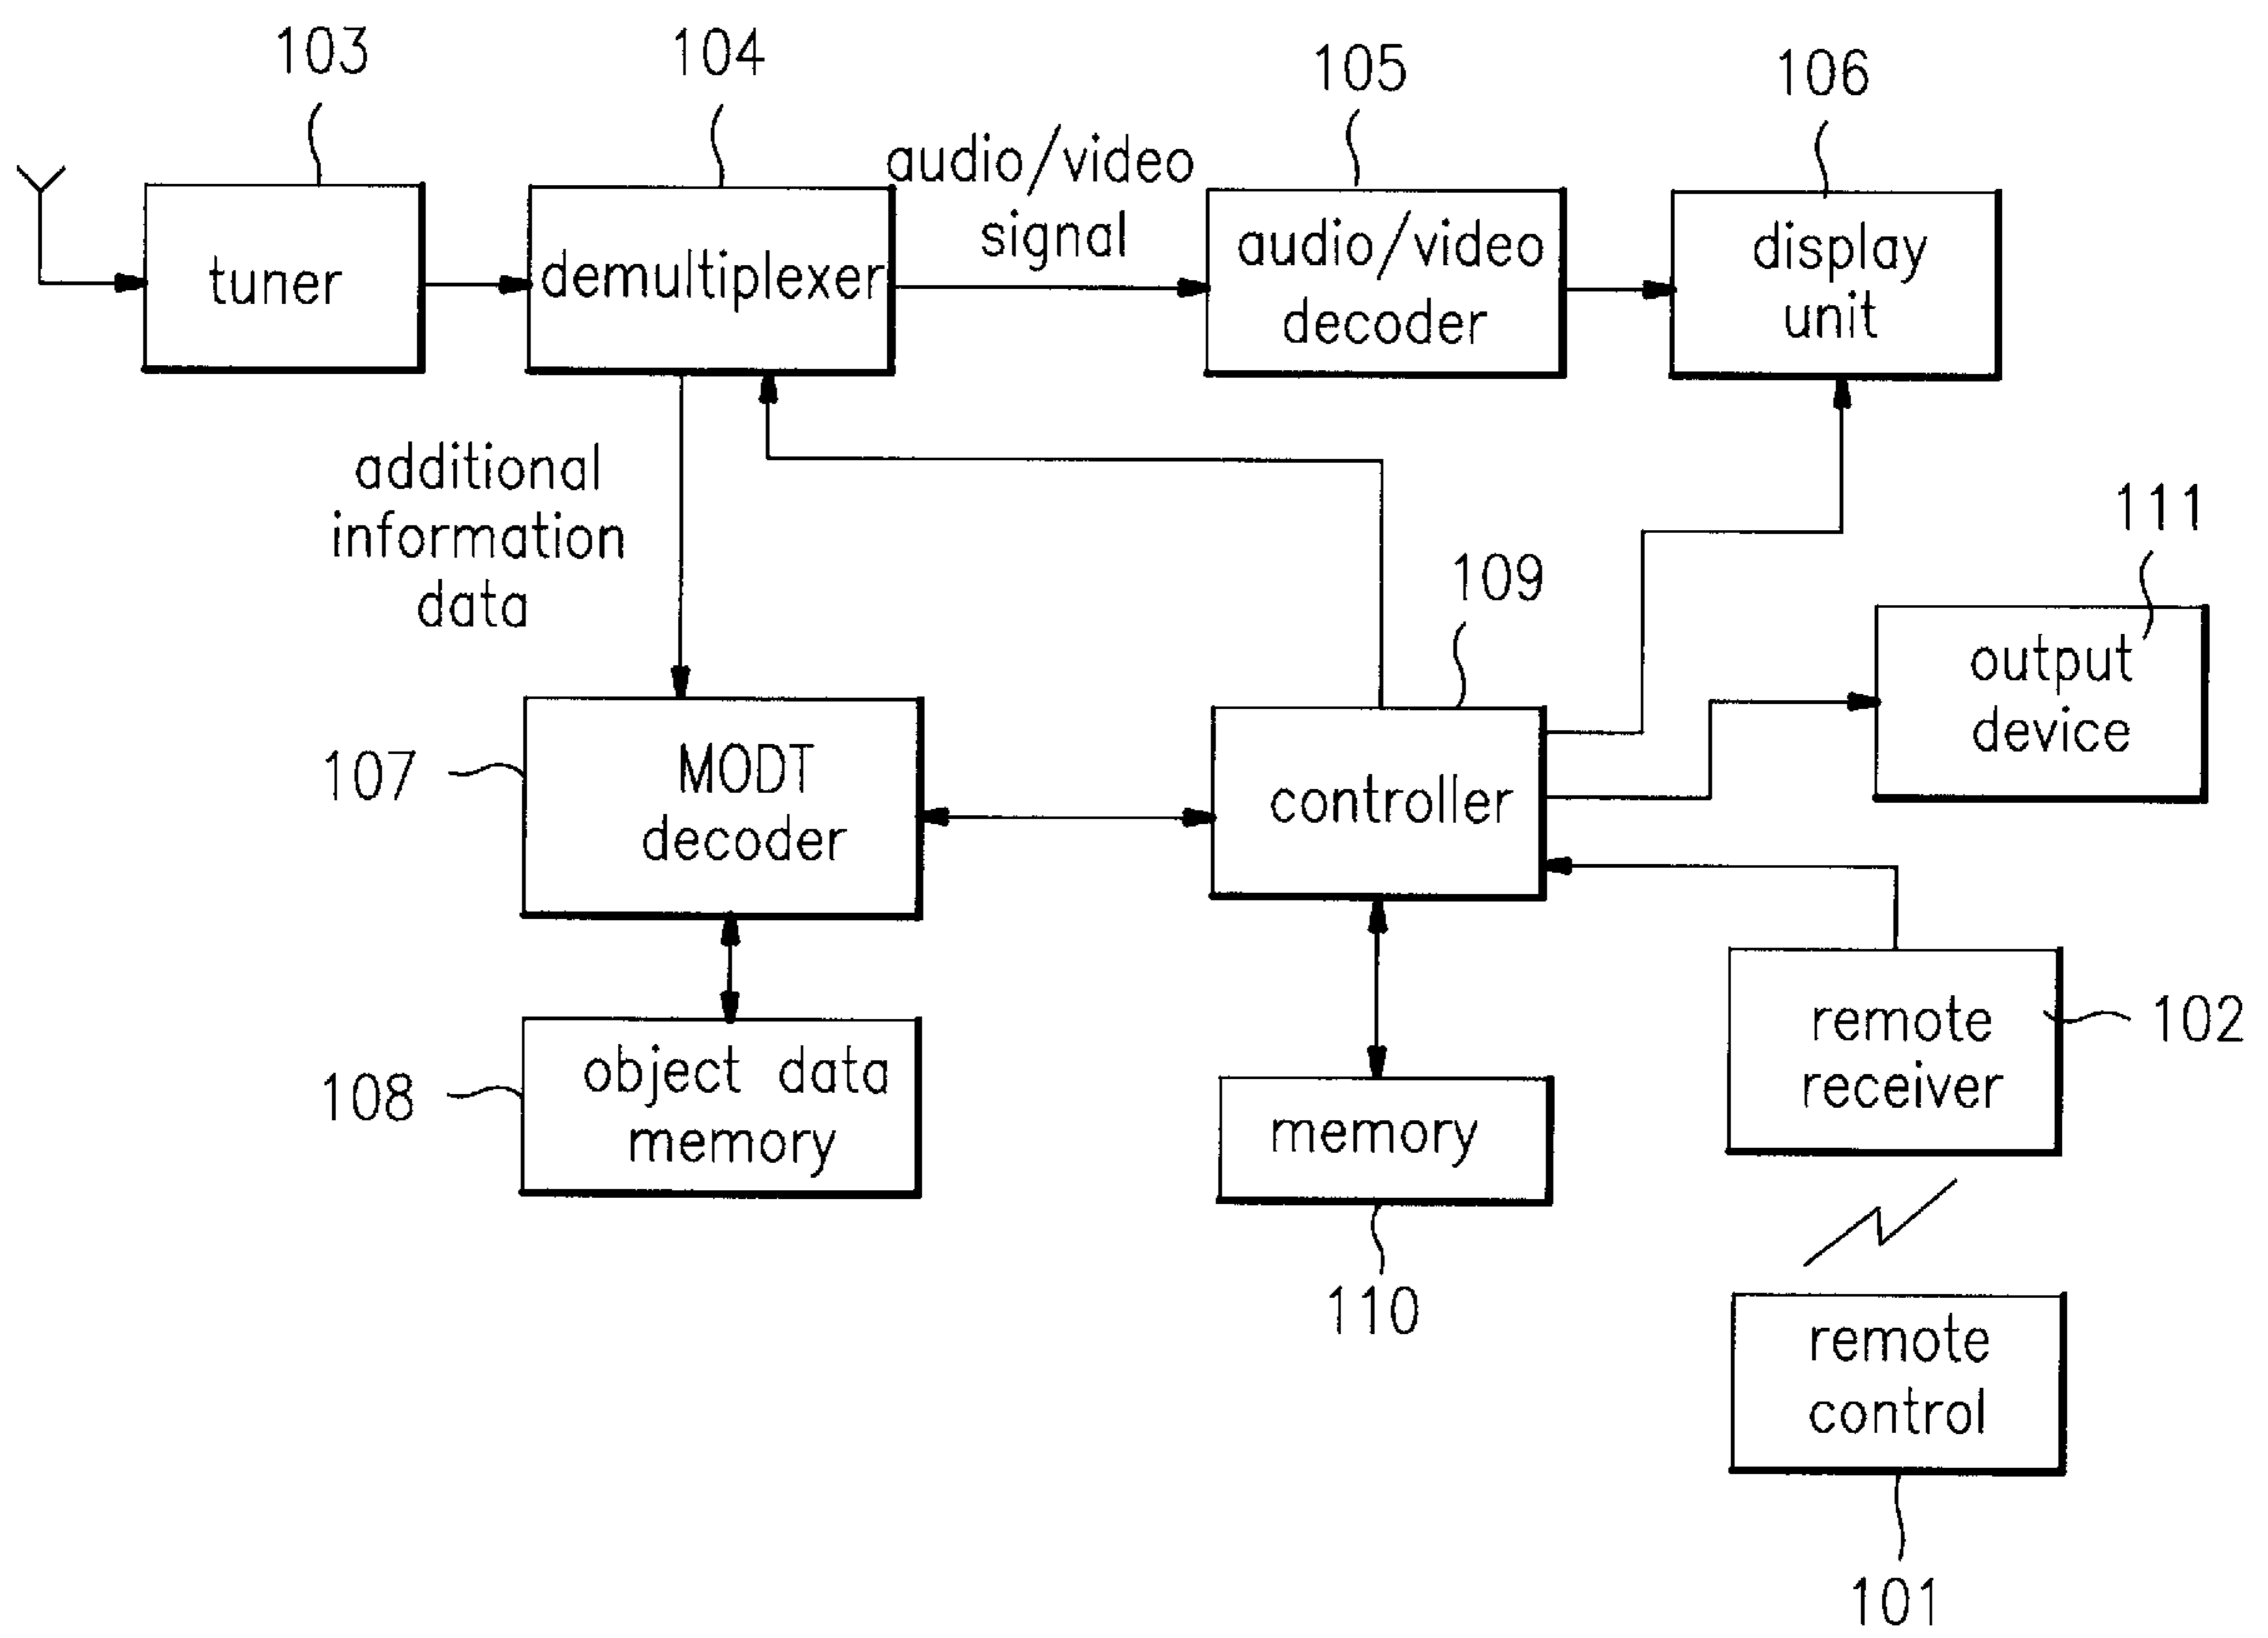 103
104
105
106
audio/video
signal
tuner
demultiplexer
audio/video
decoder
display
unit
additional
information
data
109
111
output
device
107
MODT
decoder
controller
108
object data
memory
memory
110
remote
receiver
102
remote
control
101